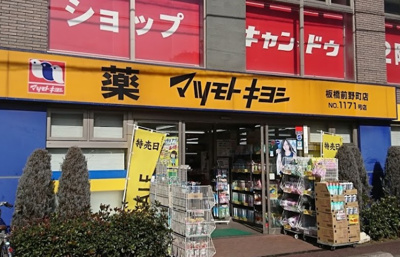 ショップ
キャンドゥ
2階
薬 マツモトキヨシ
マツモトキヨシ
板橋前野町店
NO.1171号店
特売日
特売日